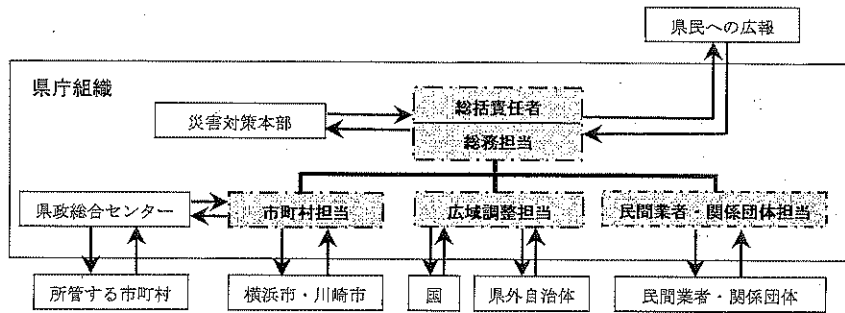 県民への広報
県庁組織
総括責任者
災害対策本部
総務担当
県政総合センター
市町村担当
広域調整担当
民間業者・関係団体担当
所管する市町村
横浜市・川崎市
国
県外自治体
民間業者・関係団体